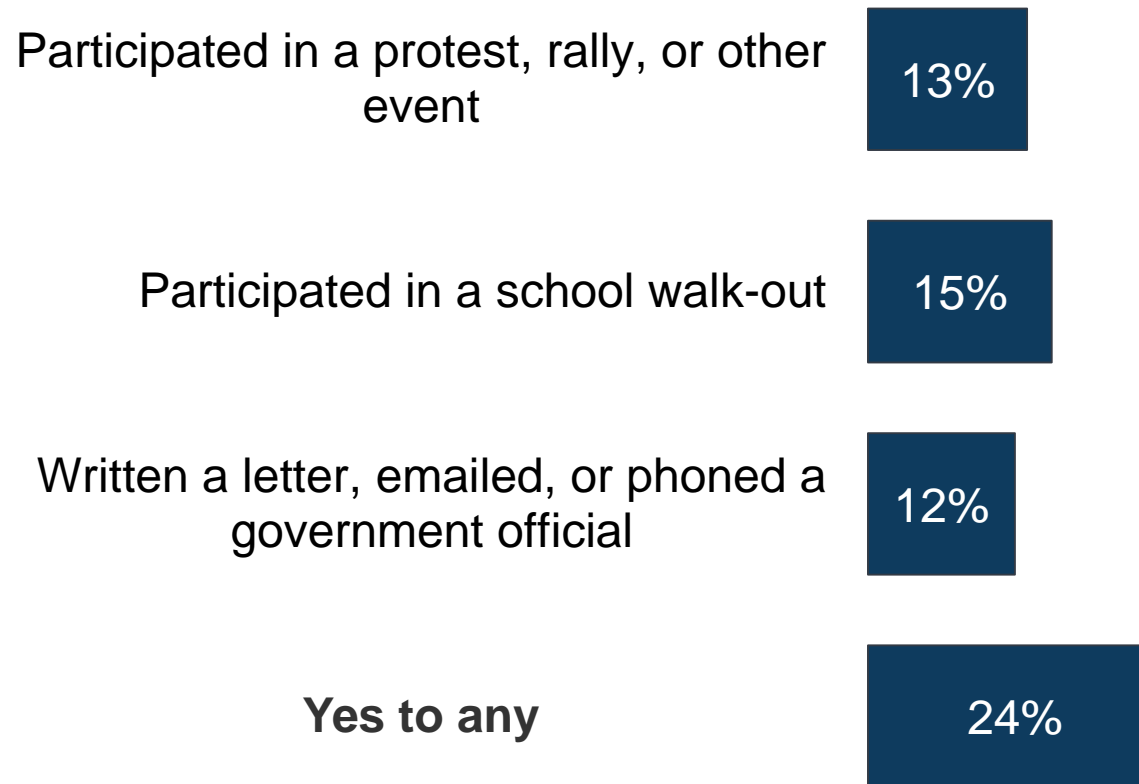 Participated in a protest, rally, or other
event
13%
Participated in a school walk-out
15%
Written a letter, emailed, or phoned a
government official
12%
Yes to any
24%